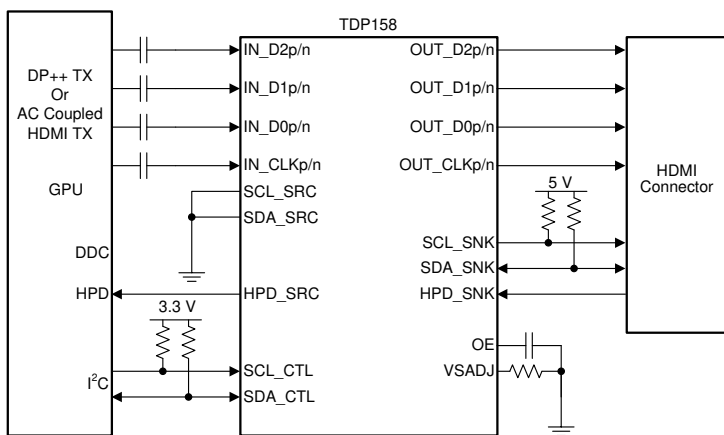 TDP158
DP++ TX
Or
AC Coupled
HDMI TX
GPU
DDC
HPD
I²C
IN_D2p/n
IN_D1p/n
IN_D0p/n
IN_CLKp/n
SCL_SRC
SDA_SRC
HPD_SRC
3.3 V
SCL_CTL
SDA_CTL
OUT_D2p/n
OUT_D1p/n
OUT_D0p/n
OUT_CLKp/n
5 V
SCL_SNK
SDA_SNK
HPD_SNK
OE
VSADJ
HDMI
Connector